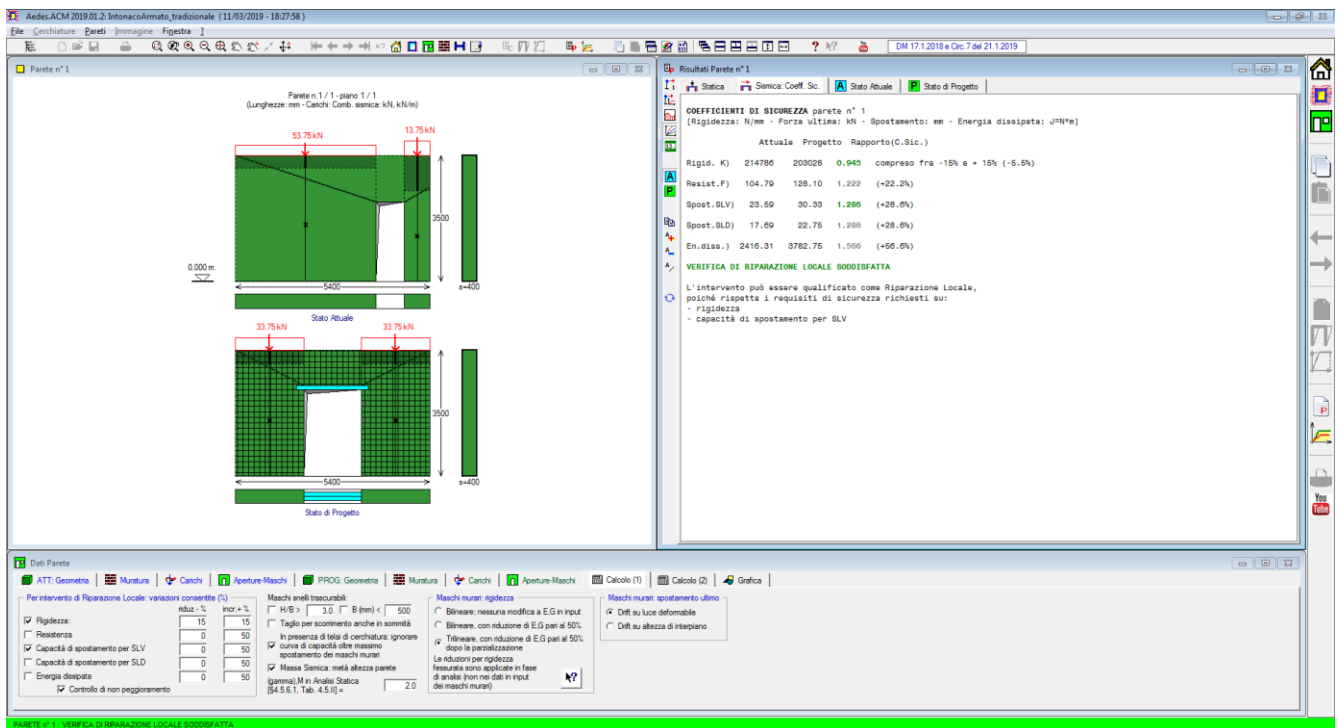 Aedes.ACM 2019.01.2: IntonacoArmato_tradizionale (11/03/2019 - 18:27:58 )
File Cerchiature Pareti Immagine Finestra ?
DM 17.1.2018 e Circ.7 del 21.1.2019
Parete n° 1
Parete n.1 / 1 - piano 1 / 1
(Lunghezze: mm - Carichi: Comb. sismica: kN, kN/m)
53.75 kN
13.75 kN
3500
0.000 m.
5400
s=400
Stato Attuale
33.75 kN
33.75 kN
3500
5400
s=400
Stato di Progetto
Risultati Parete n° 1
Statica
Sismica: Coeff. Sic.
A Stato Attuale
P Stato di Progetto
COEFFICIENTI DI SICUREZZA parete n° 1
[Rigidezza: N/mm - Forza ultima: kN - Spostamento: mm - Energia dissipata: J=N*m]
Attuale Progetto Rapporto(C.Sic.)
Rigid. K) 214786 203028 0.945 compreso fra -15% e + 15% (-5.5%)
Resist.F) 104.79 128.10 1.222 (+22.2%)
Spost.SLV) 23.59 30.33 1.286 (+28.6%)
Spost.SLD) 17.69 22.75 1.286 (+28.6%)
En.diss.) 2416.31 3782.75 1.566 (+56.6%)
VERIFICA DI RIPARAZIONE LOCALE SODDISFATTA
L'intervento può essere qualificato come Riparazione Locale,
poiché rispetta i requisiti di sicurezza richiesti su:
- rigidezza
- capacità di spostamento per SLV
You
Tube
Dati Parete
ATT: Geometria
Muratura
Carichi
Aperture-Maschi
PROG: Geometria
Muratura
Carichi
Aperture-Maschi
Calcolo (1)
Calcolo (2)
Grafica
Per intervento di Riparazione Locale: variazioni consentite (%)
riduz.- % incr.+ %
Rigidezza: 15 15
Resistenza 0 50
Capacità di spostamento per SLV 0 50
Capacità di spostamento per SLD 0 50
Energia dissipata 0 50
Controllo di non peggioramento
Maschi snelli trascurabili:
H/B > 3.0 B (mm) < 500
Taglio per scorrimento anche in sommità
In presenza di telai di cerchiatura: ignorare
curva di capacità oltre massimo
spostamento dei maschi murari
Massa Sismica: metà altezza parete
(gamma),M in Analisi Statica
[§4.5.6.1, Tab. 4.5.II] = 2.0
Maschi murari: rigidezza
Bilineare: nessuna modifica a E,G in input
Bilineare, con riduzione di E,G pari al 50%
Trilineare, con riduzione di E,G pari al 50%
dopo la parzializzazione
Le riduzioni per rigidezza
fessurata sono applicate in fase
di analisi (non nei dati in input
dei maschi murari)
Maschi murari: spostamento ultimo
Drift su luce deformabile
Drift su altezza di interpiano
PARETE n° 1 : VERIFICA DI RIPARAZIONE LOCALE SODDISFATTA